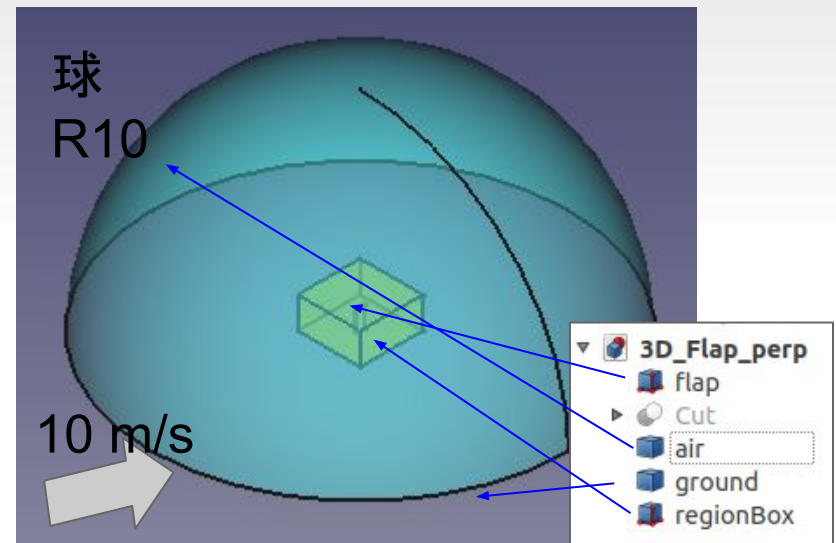 球
R10
10 m/s
3D_Flap_perp
flap
Cut
air
ground
regionBox